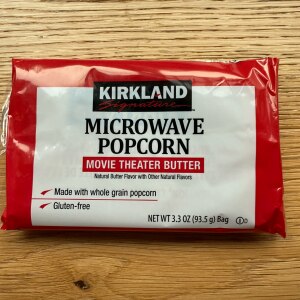 KIRKLAND
Signature
MICROWAVE
POPCORN
MOVIE THEATER BUTTER
Natural Butter Flavor with Other Natural Flavors
Made with whole grain popcorn
Gluten-free
NET WT 3.3 OZ (93.5 g) Bag